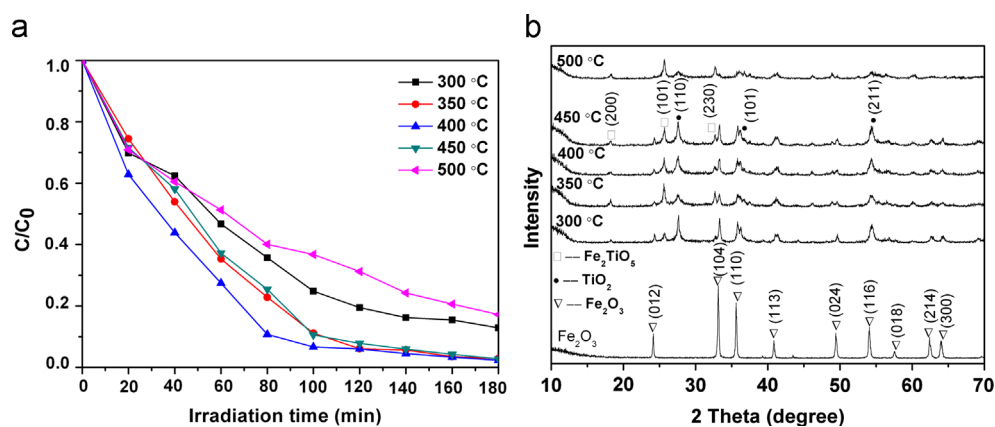 a
1.0
0.8
0.6
0.4
0.2
0.0
C/C0
0 20 40 60 80 100 120 140 160 180
Irradiation time (min)
300 °C
350 °C
400 °C
450 °C
500 °C
b
Intensity
500 °C
450 °C
400 °C
350 °C
300 °C
(200)
(101)
(110)
(230)
(101)
(211)
□ — Fe2TiO5
● — TiO2
▽ — Fe2O3
Fe2O3
(012)
(104)
(110)
(113)
(024)
(116)
(018)
(214)
(300)
10 20 30 40 50 60 70
2 Theta (degree)